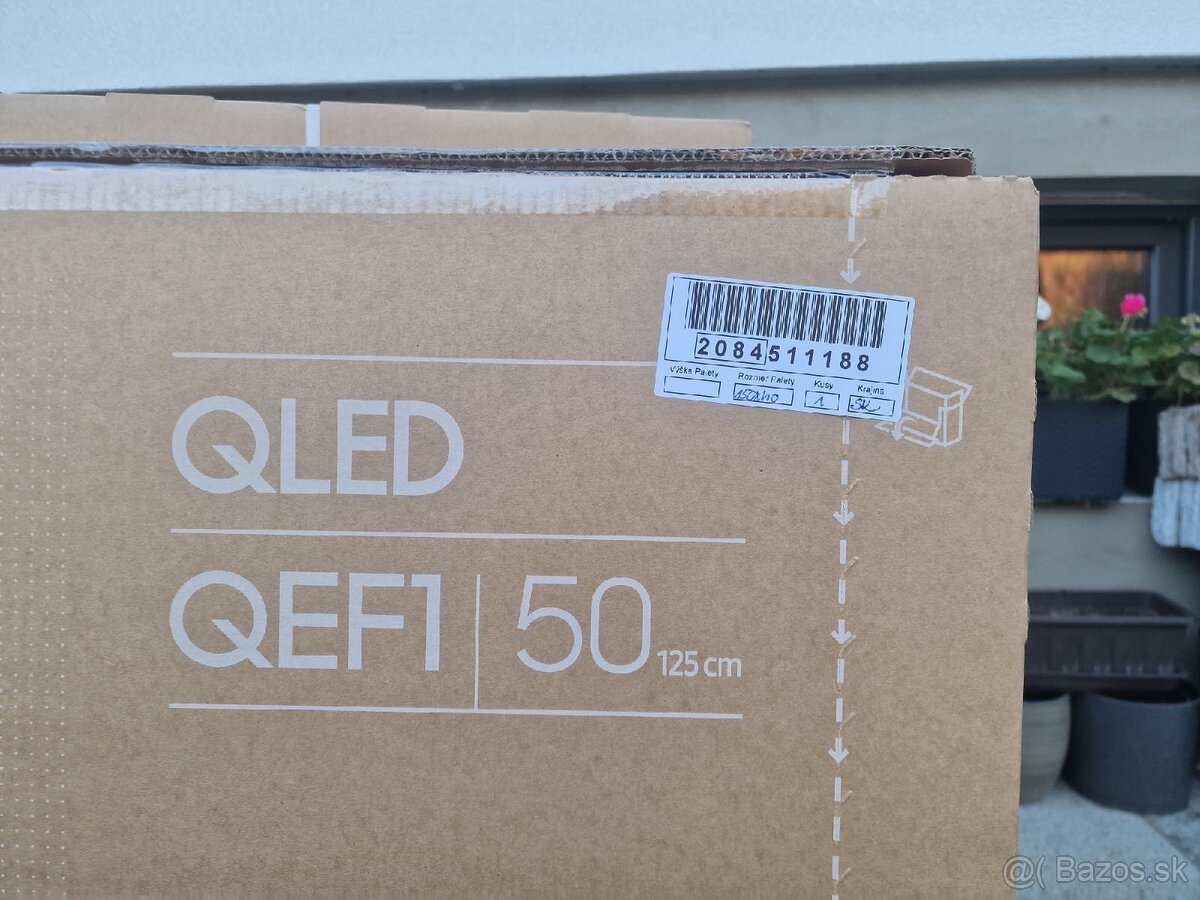 2084511188
Výška Palety Rozmer Palety Kusy Krajina
1 SK
QLED
QEF1 50 125 cm
@( Bazos.sk